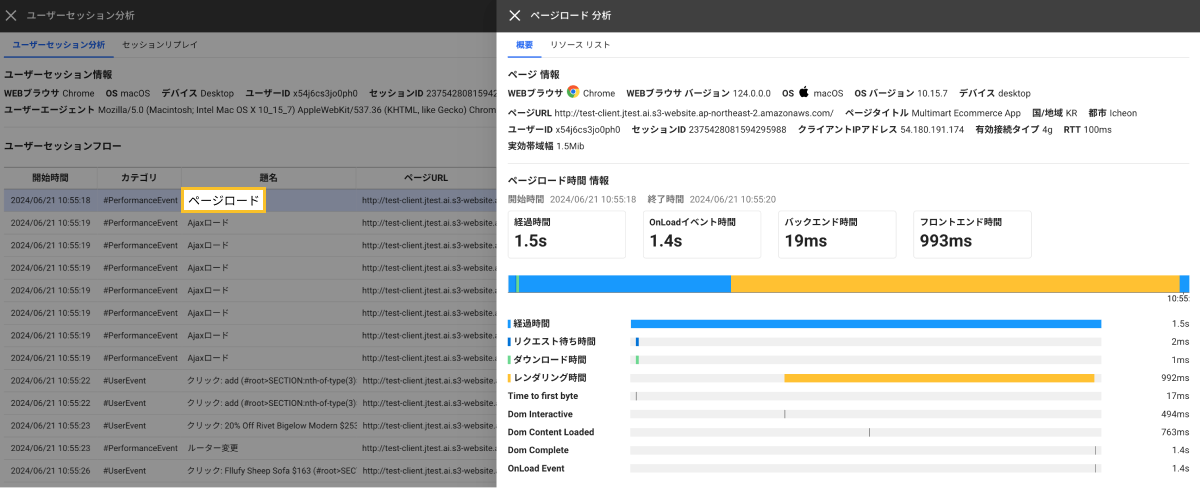 ユーザーセッション分析
ユーザーセッション分析 セッションリプレイ
ユーザーセッション情報
WEBブラウザ Chrome OS macOS デバイス Desktop ユーザーID x54j6cs3jo0ph0 セッションID 23754280815942
ユーザーエージェント Mozilla/5.0 (Macintosh; Intel Mac OS X 10_15_7) AppleWebKit/537.36 (KHTML, like Gecko) Chrom
ユーザーセッションフロー
開始時間 カテゴリ 題名 ページURL
2024/06/21 10:55:18 #PerformanceEvent ページロード http://test-client.jtest.ai.s3-website.
2024/06/21 10:55:19 #PerformanceEvent Ajaxロード http://test-client.jtest.ai.s3-website.
2024/06/21 10:55:19 #PerformanceEvent Ajaxロード http://test-client.jtest.ai.s3-website.
2024/06/21 10:55:19 #PerformanceEvent Ajaxロード http://test-client.jtest.ai.s3-website.
2024/06/21 10:55:19 #PerformanceEvent Ajaxロード http://test-client.jtest.ai.s3-website.
2024/06/21 10:55:19 #PerformanceEvent Ajaxロード http://test-client.jtest.ai.s3-website.
2024/06/21 10:55:19 #PerformanceEvent Ajaxロード http://test-client.jtest.ai.s3-website.
2024/06/21 10:55:19 #PerformanceEvent Ajaxロード http://test-client.jtest.ai.s3-website.
2024/06/21 10:55:22 #UserEvent クリック: add (#root>SECTION:nth-of-type(3): http://test-client.jtest.ai.s3-website.
2024/06/21 10:55:22 #UserEvent クリック: add (#root>SECTION:nth-of-type(3): http://test-client.jtest.ai.s3-website.
2024/06/21 10:55:23 #UserEvent クリック: 20% Off Rivet Bigelow Modern $253 http://test-client.jtest.ai.s3-website.
2024/06/21 10:55:23 #PerformanceEvent ルーター変更 http://test-client.jtest.ai.s3-website.
2024/06/21 10:55:26 #UserEvent クリック: Fllufy Sheep Sofa $163 (#root>SEC http://test-client.jtest.ai.s3-website.
ページロード 分析
概要 リソース リスト
ページ 情報
WEBブラウザ Chrome WEBブラウザ バージョン 124.0.0.0 OS macOS OS バージョン 10.15.7 デバイス desktop
ページURL http://test-client.jtest.ai.s3-website.ap-northeast-2.amazonaws.com/ ページタイトル Multimart Ecommerce App 国/地域 KR 都市 Icheon
ユーザーID x54j6cs3jo0ph0 セッションID 2375428081594295988 クライアントIPアドレス 54.180.191.174 有効接続タイプ 4g RTT 100ms
実効帯域幅 1.5Mib
ページロード時間 情報
開始時間 2024/06/21 10:55:18 終了時間 2024/06/21 10:55:20
経過時間 OnLoadイベント時間 バックエンド時間 フロントエンド時間
1.5s 1.4s 19ms 993ms
10:55:
経過時間 1.5s
リクエスト待ち時間 2ms
ダウンロード時間 1ms
レンダリング時間 992ms
Time to first byte 17ms
Dom Interactive 494ms
Dom Content Loaded 763ms
Dom Complete 1.4s
OnLoad Event 1.4s